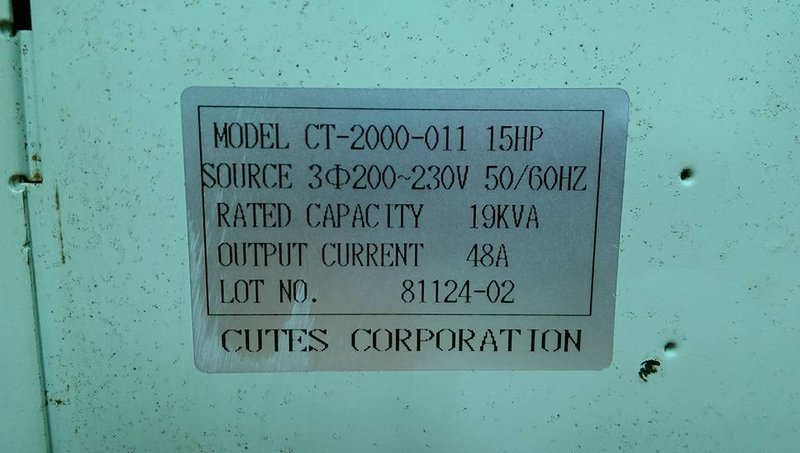 MODEL CT-2000-011 15HP
SOURCE 3Φ200~230V 50/60HZ
RATED CAPACITY 19KVA
OUTPUT CURRENT 48A
LOT NO. 81124-02
CUTES CORPORATION